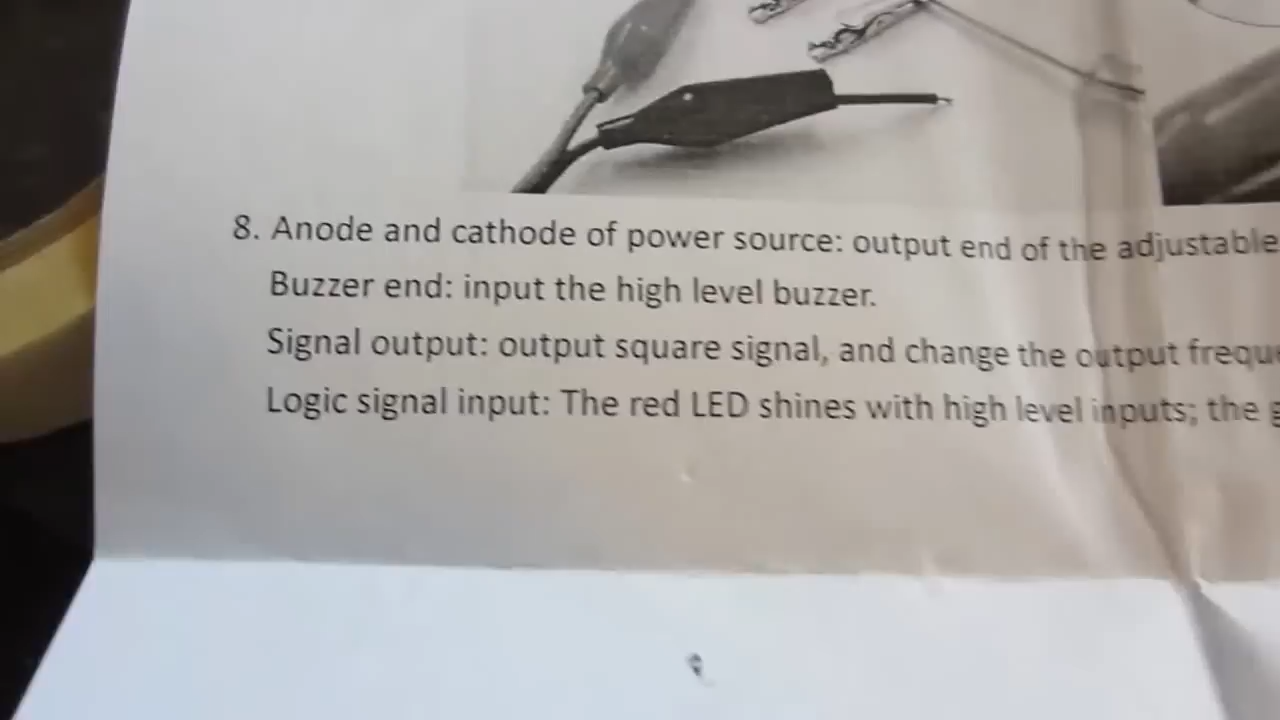 8. Anode and cathode of power source: output end of the adjustable
Buzzer end: input the high level buzzer.
Signal output: output square signal, and change the output
Logic signal input: The red LED shines with high level inputs; the